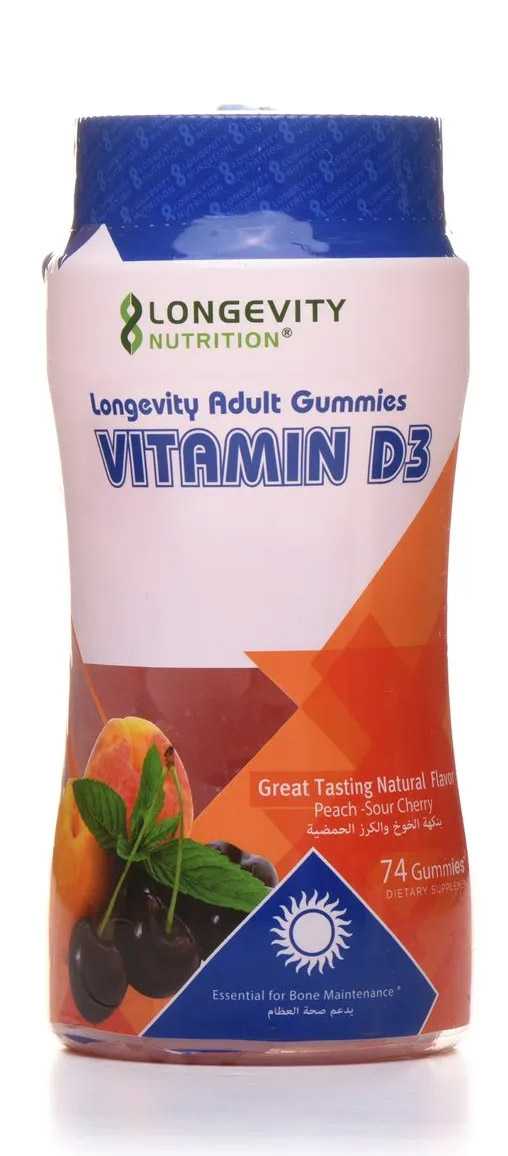 LONGEVITY
NUTRITION®
Longevity Adult Gummies
VITAMIN D3
Great Tasting Natural Flavor
Peach -Sour Cherry
بنكهة الخوخ والكرز الحمضية
74 Gummies
DIETARY SUPPLEMENT
Essential for Bone Maintenance*
يدعم صحة العظام